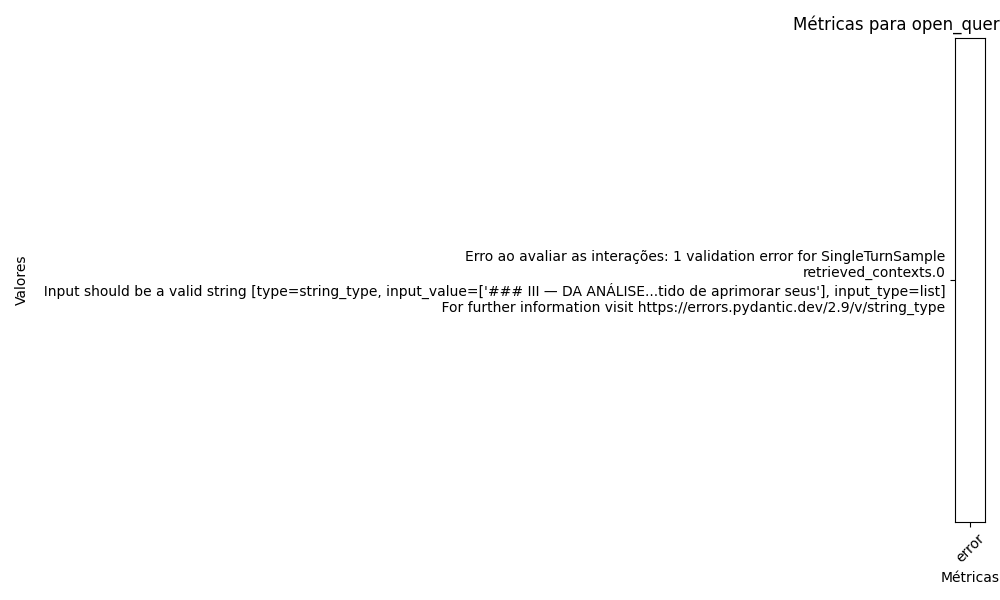 Métricas para open_quer
Valores
Erro ao avaliar as interações: 1 validation error for SingleTurnSample
retrieved_contexts.0
Input should be a valid string [type=string_type, input_value=['### III — DA ANÁLISE...tido de aprimorar seus'], input_type=list]
For further information visit https://errors.pydantic.dev/2.9/v/string_type
error
Métricas